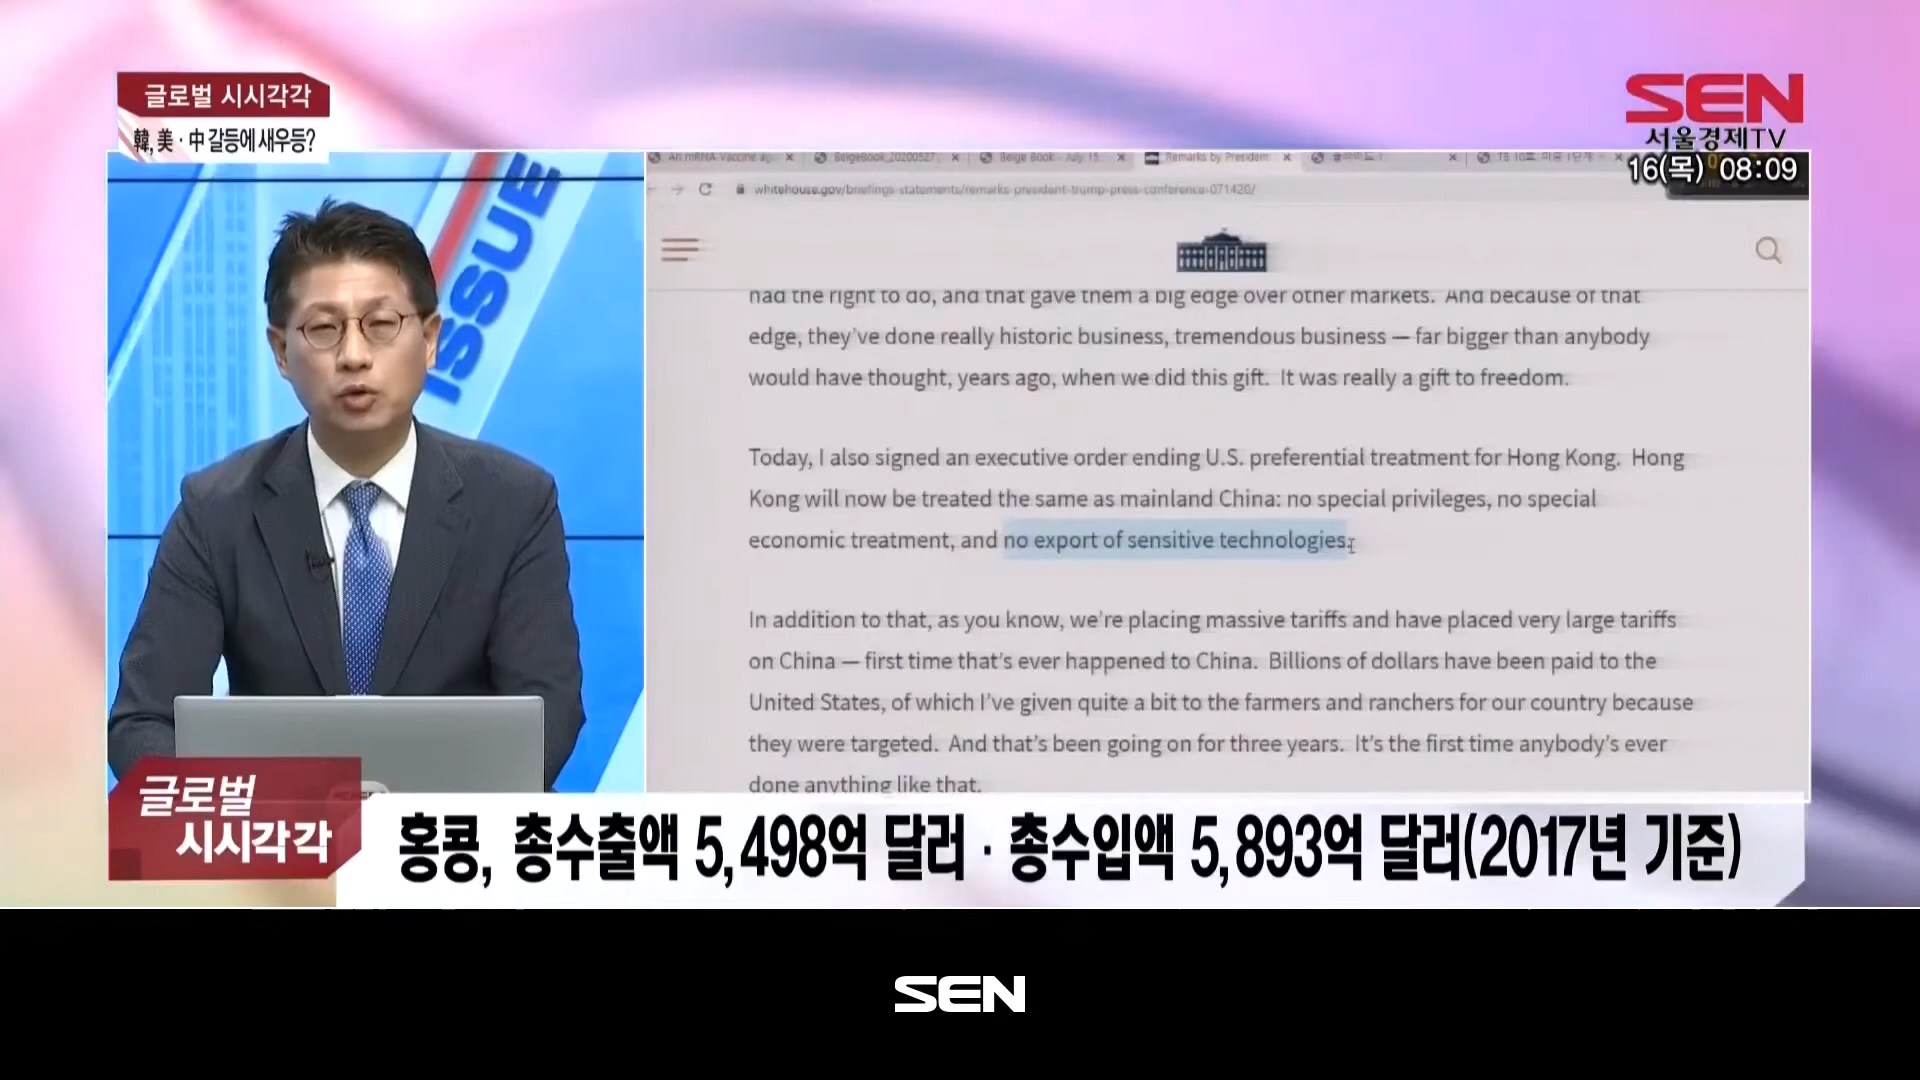 글로벌 시시각각
韓, 美·中 갈등에 새우등?
SEN
서울경제TV
16(목) 08:09
ISSUE
An mRNA Vaccine ag
BeigeBook_20200527
Beige Book - July 15
Remarks by President
whitehouse.gov/briefings-statements/remarks-president-trump-press-conference-071420/
had the right to do, and that gave them a big edge over other markets. And because of that
edge, they've done really historic business, tremendous business — far bigger than anybody
would have thought, years ago, when we did this gift. It was really a gift to freedom.
Today, I also signed an executive order ending U.S. preferential treatment for Hong Kong. Hong
Kong will now be treated the same as mainland China: no special privileges, no special
economic treatment, and no export of sensitive technologies.
In addition to that, as you know, we're placing massive tariffs and have placed very large tariffs
on China — first time that's ever happened to China. Billions of dollars have been paid to the
United States, of which I've given quite a bit to the farmers and ranchers for our country because
they were targeted. And that's been going on for three years. It's the first time anybody's ever
done anything like that.
글로벌
시시각각
홍콩, 총수출액 5,498억 달러·총수입액 5,893억 달러(2017년 기준)
SEN